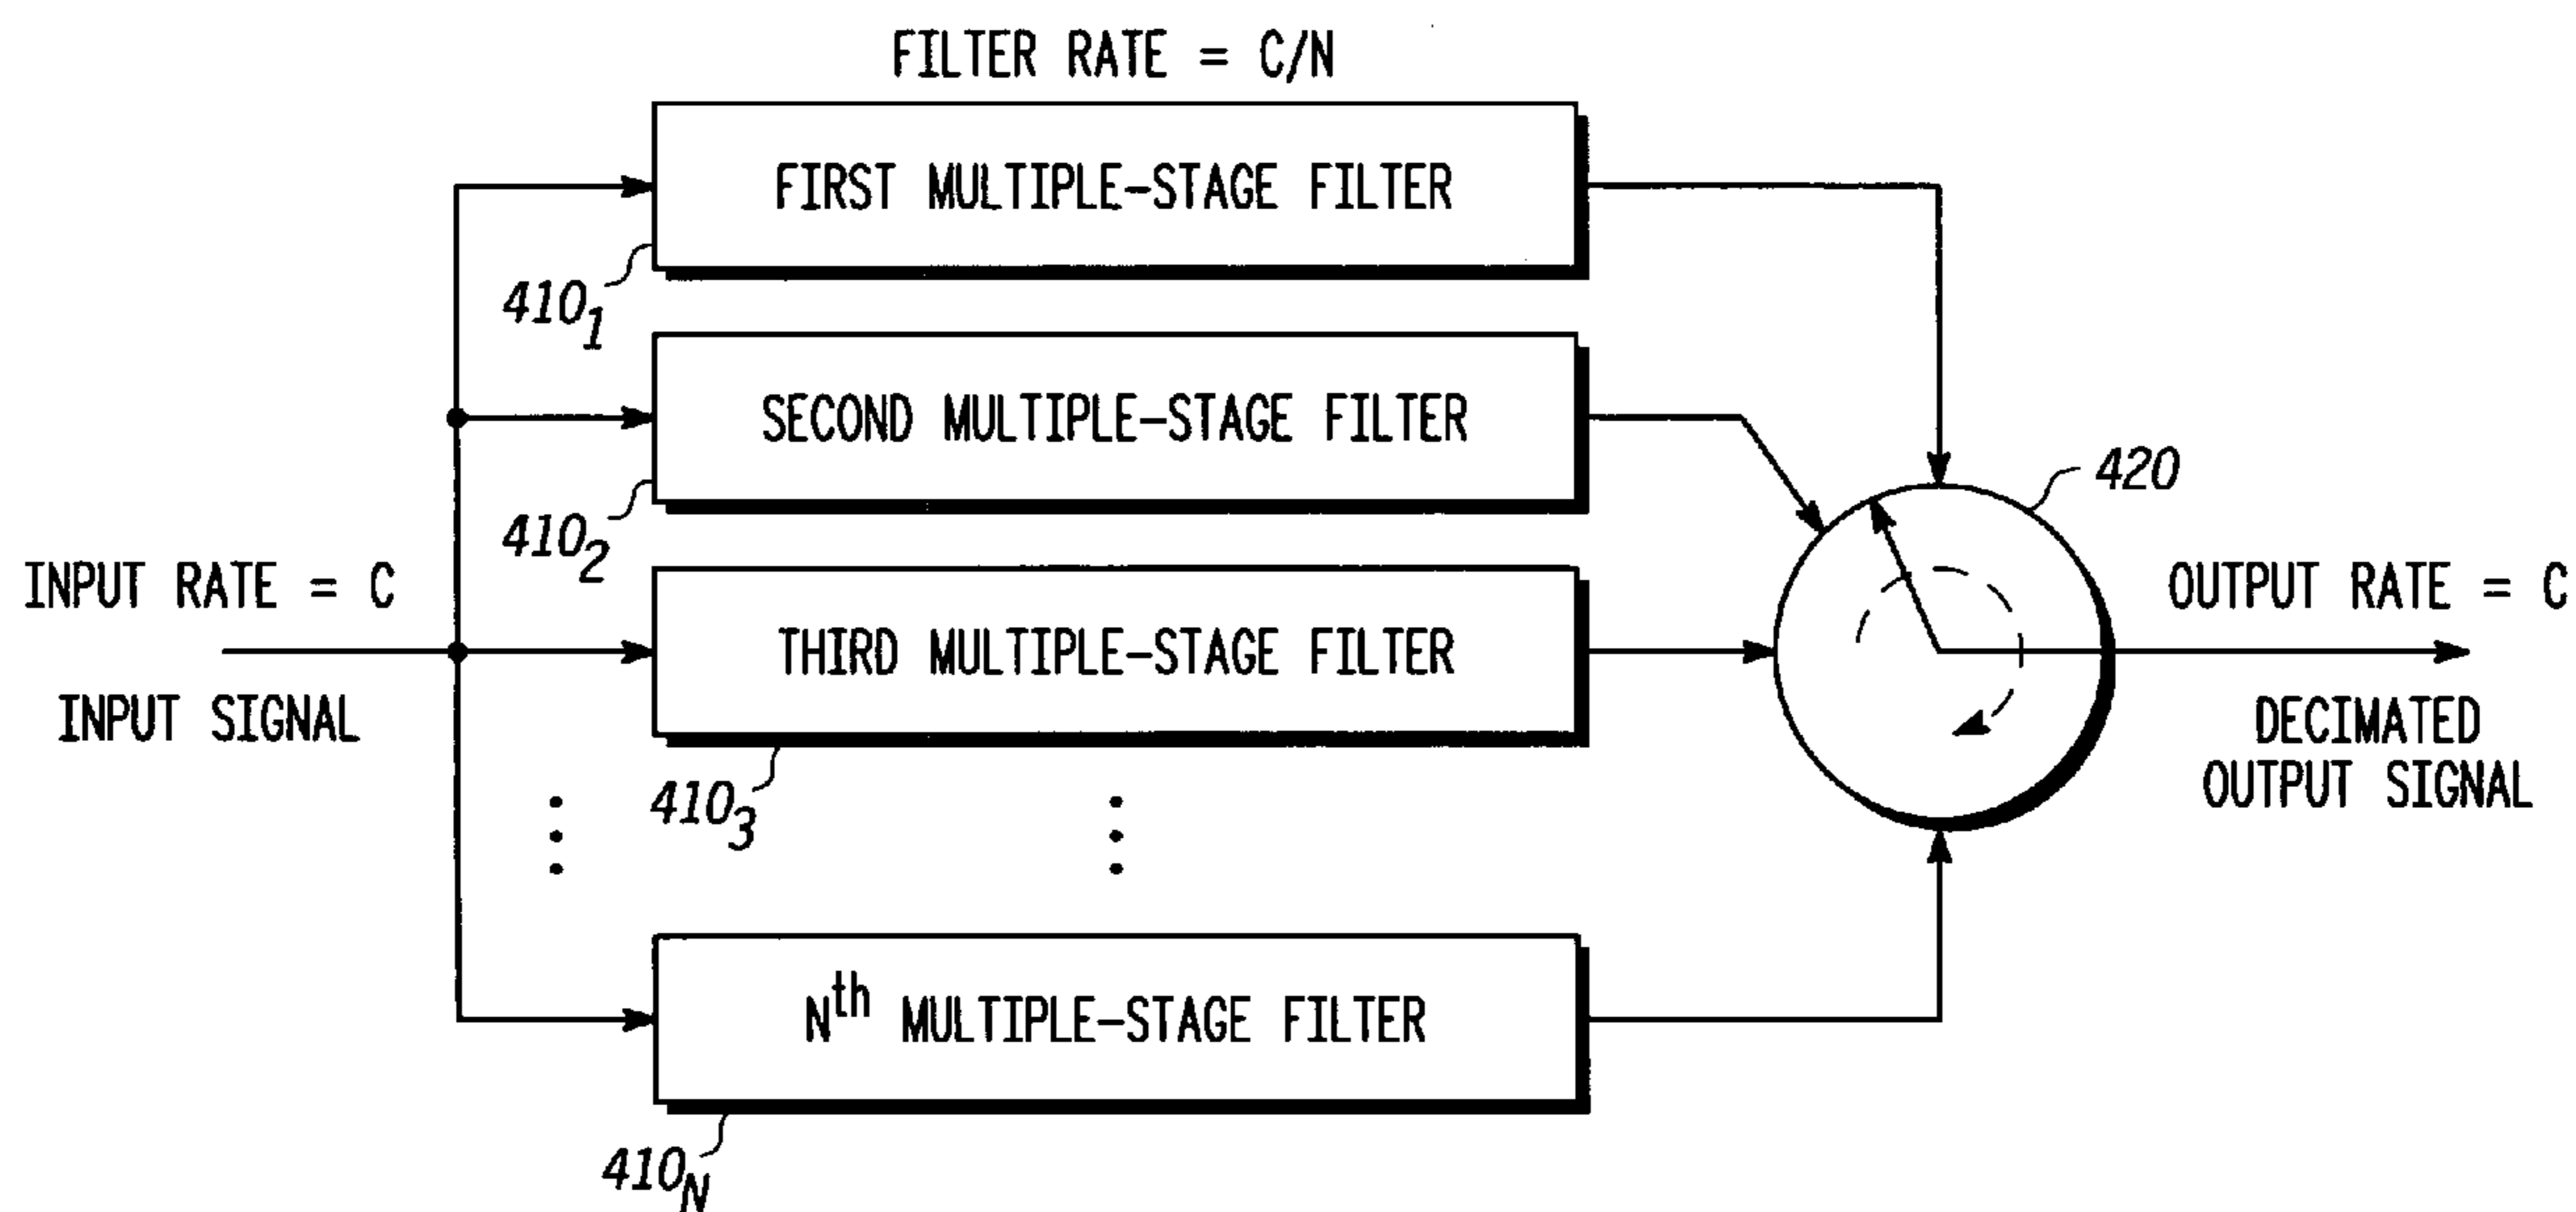 FILTER RATE = C/N
FIRST MULTIPLE-STAGE FILTER
410₁
SECOND MULTIPLE-STAGE FILTER
410₂
420
INPUT RATE = C
INPUT SIGNAL
THIRD MULTIPLE-STAGE FILTER
410₃
OUTPUT RATE = C
DECIMATED
OUTPUT SIGNAL
Nth MULTIPLE-STAGE FILTER
410N